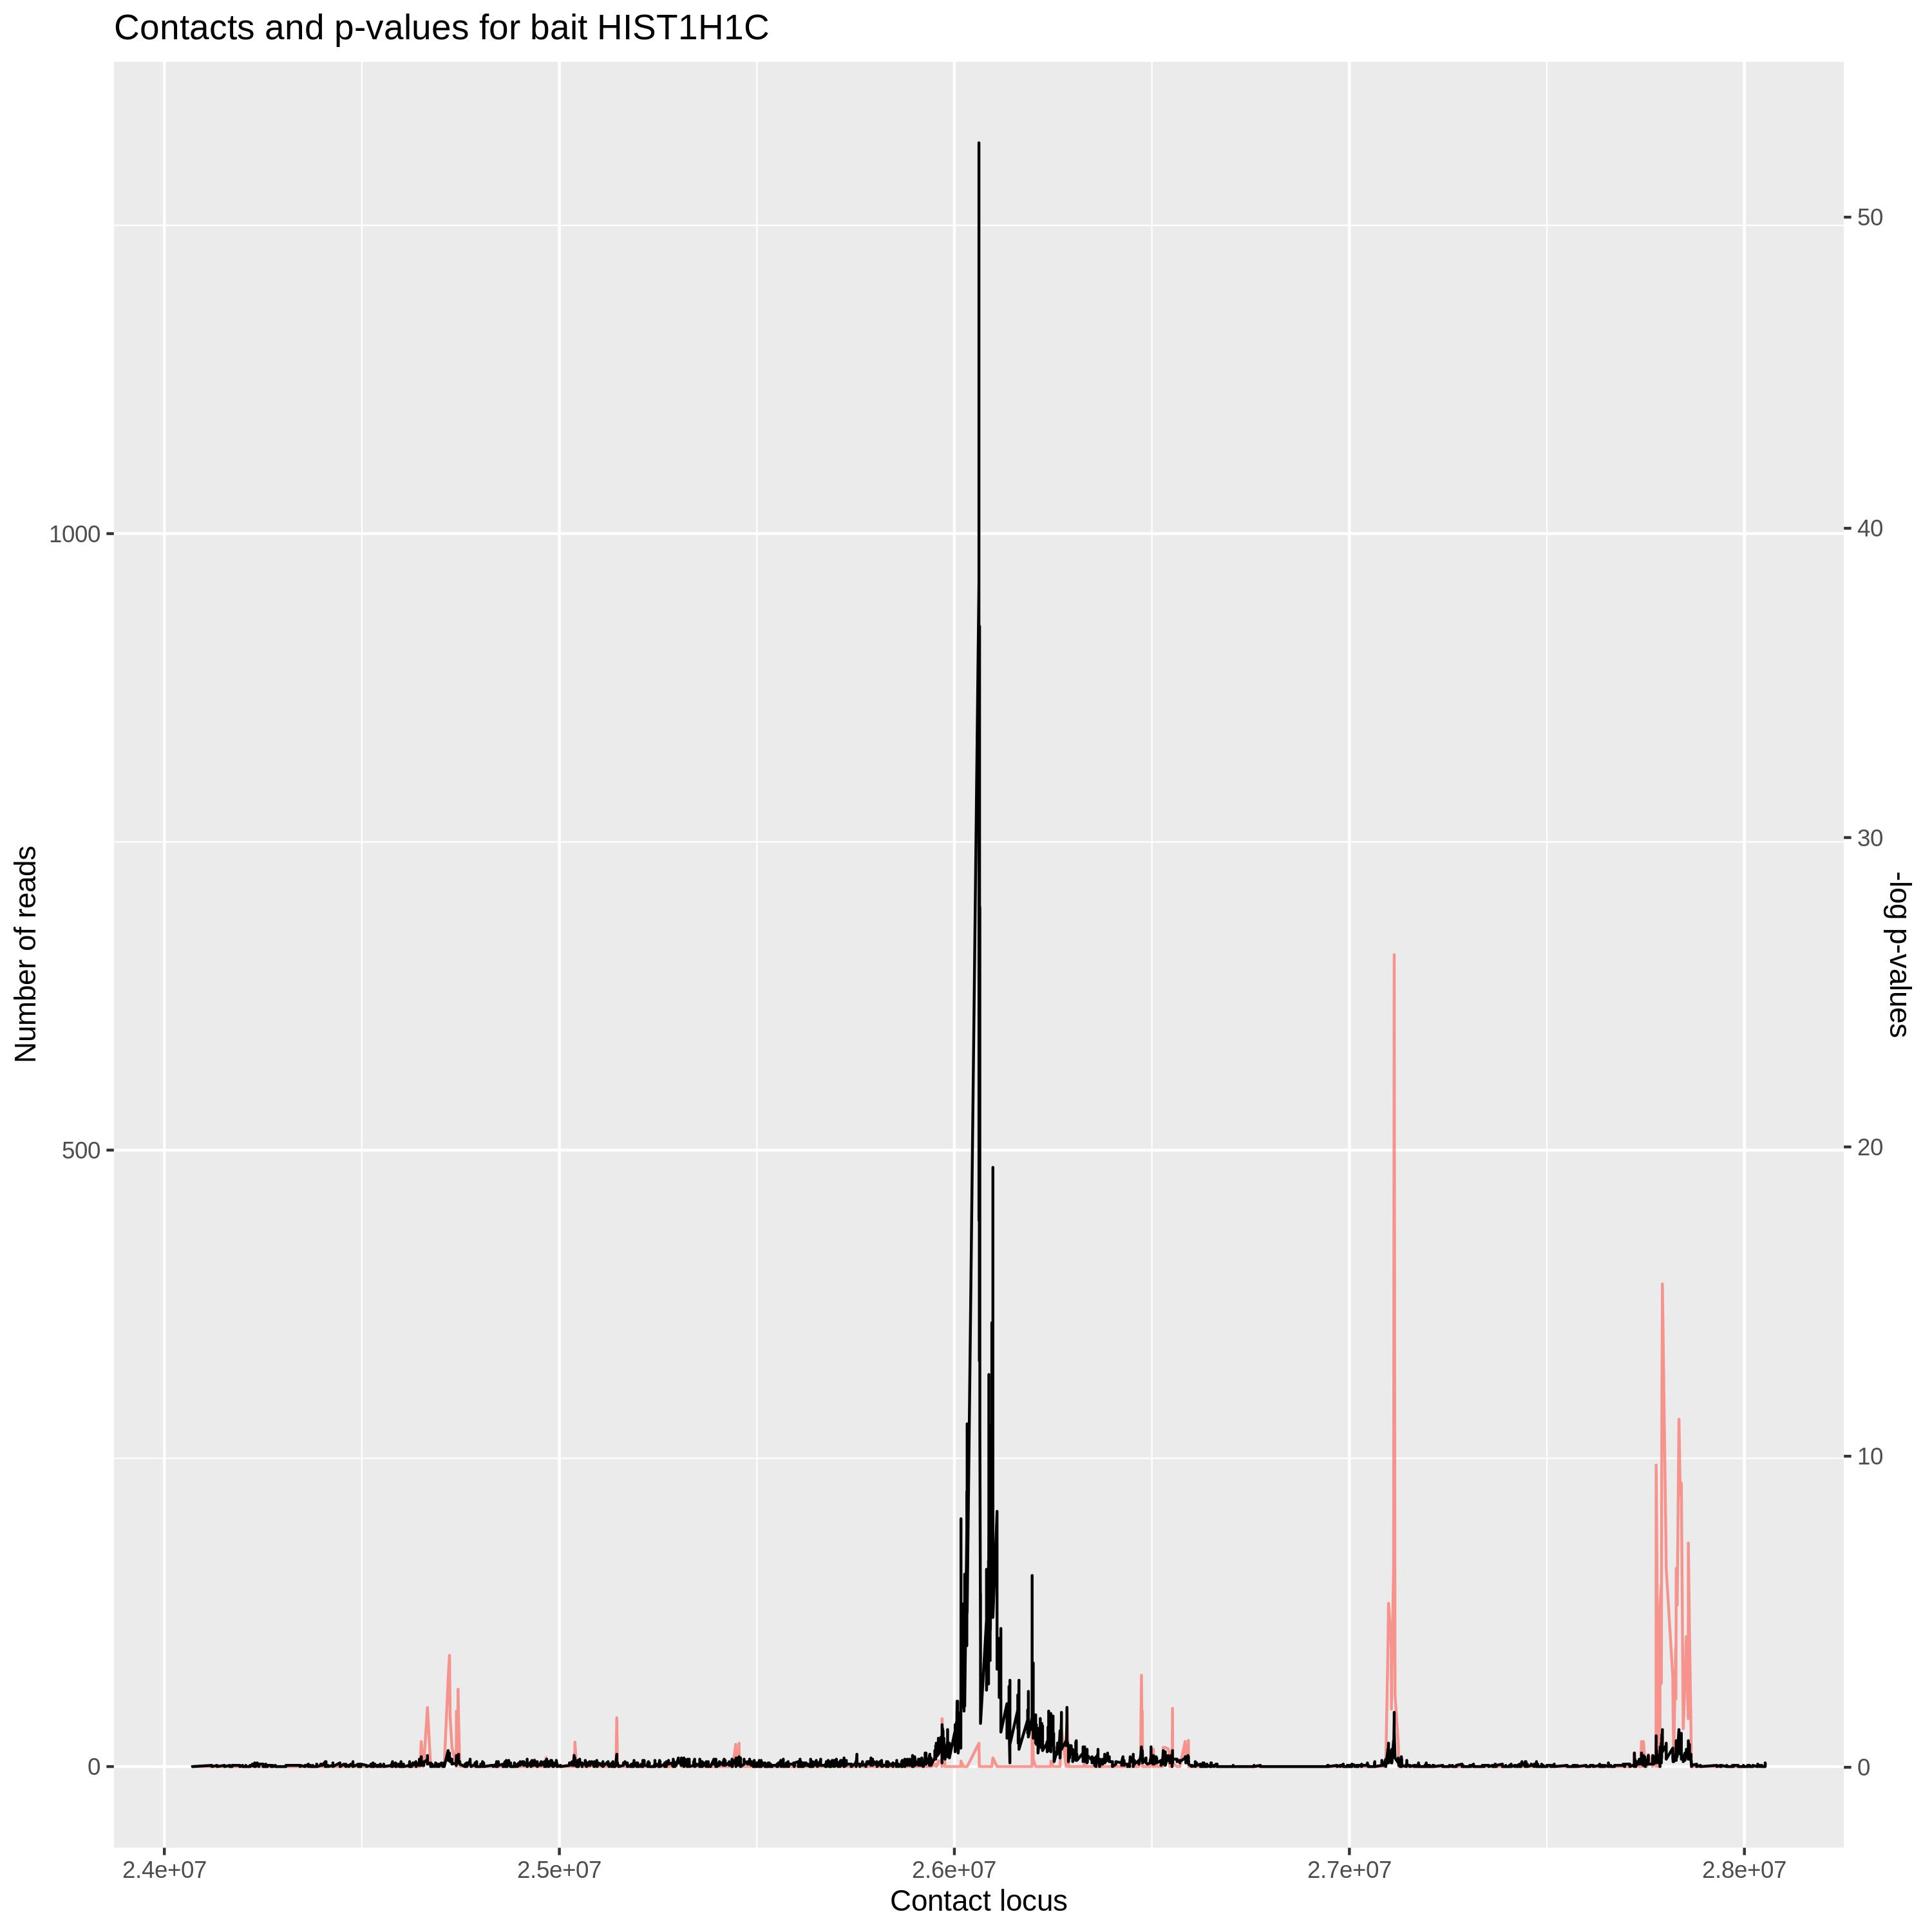 Contacts and p-values for bait HIST1H1C
Number of reads
1000
500
0
50
40
30
20
10
0
-log p-values
2.4e+07
2.5e+07
2.6e+07
2.7e+07
2.8e+07
Contact locus